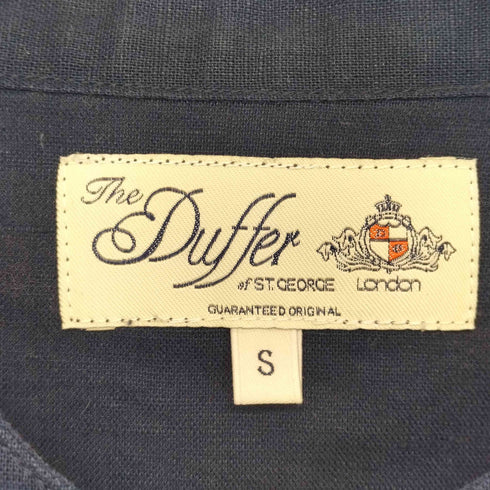 The Duffer
of ST. GEORGE London
GUARANTEED ORIGINAL
S